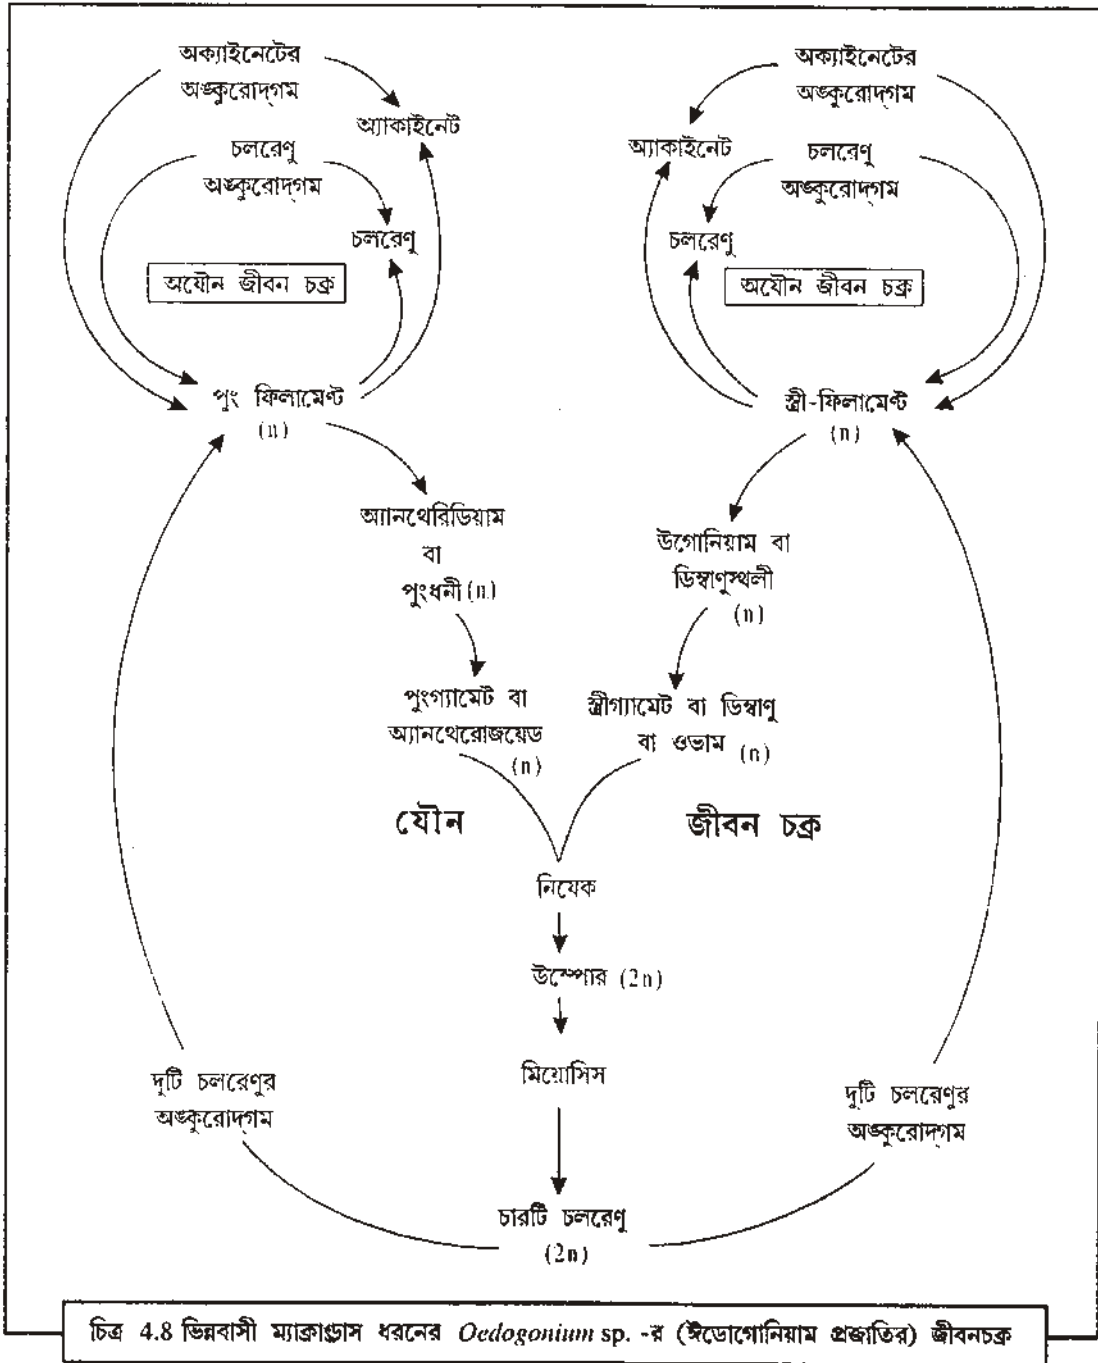 অক্যাইনেটের
অঙ্কুরোদ্‌গম
অ্যাকাইনেট
চলরেণু
অঙ্কুরোদ্‌গম
চলরেণু
অযৌন জীবন চক্র
পুং ফিলামেন্ট
(n)
অ্যানথেরিডিয়াম
বা
পুংধনী (n)
পুংগ্যামেট বা
অ্যানথেরোজয়েড
(n)
অক্যাইনেটের
অঙ্কুরোদ্‌গম
অ্যাকাইনেট
চলরেণু
অঙ্কুরোদ্‌গম
চলরেণু
অযৌন জীবন চক্র
স্ত্রী-ফিলামেন্ট
(n)
উগোনিয়াম বা
ডিম্বাণুস্থলী
(n)
স্ত্রীগ্যামেট বা ডিম্বাণু
বা ওভাম (n)
যৌন জীবন চক্র
নিষেক
উস্পোর (2n)
মিয়োসিস
দুটি চলরেণুর
অঙ্কুরোদ্‌গম
দুটি চলরেণুর
অঙ্কুরোদ্‌গম
চারটি চলরেণু
(2n)
চিত্র 4.8 ভিন্নবাসী ম্যাক্রাণ্ড্রাস ধরনের Oedogonium sp. -র (ঈডোগোনিয়াম প্রজাতির) জীবনচক্র